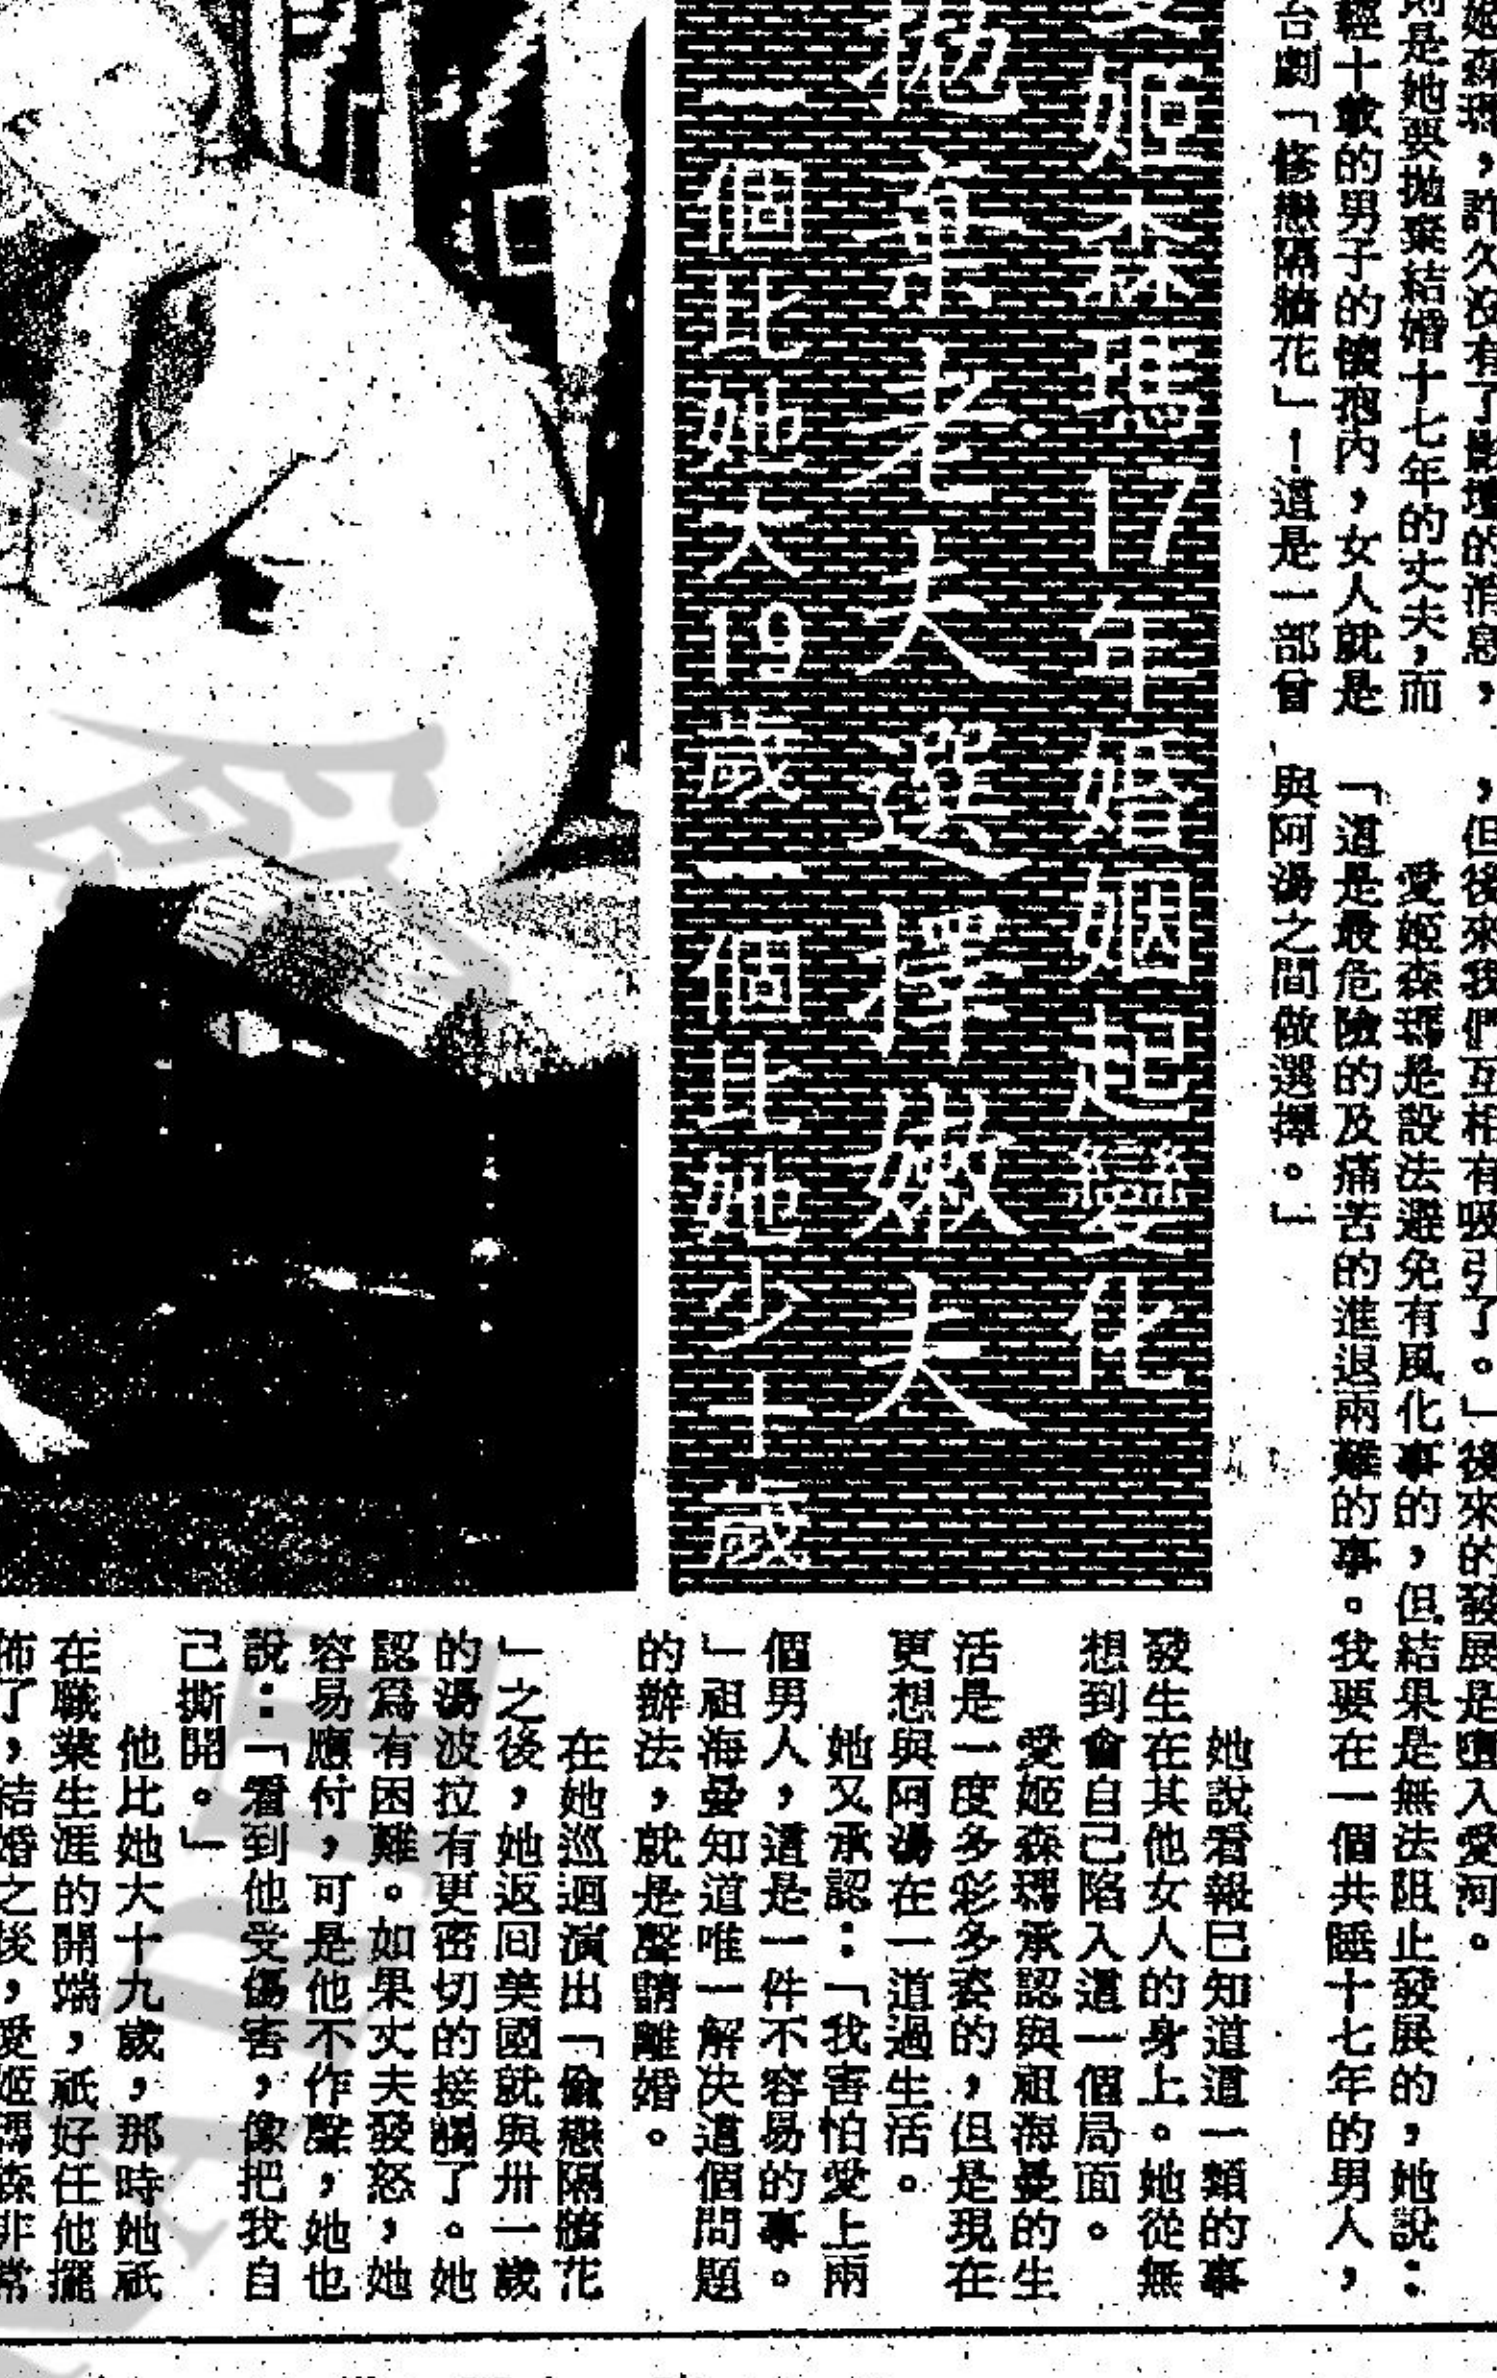 姬森瑪，許久沒有了影壇的消息，
則是她要拋棄結婚十七年的丈夫，而
輕十歲的男子的懷抱內，女人就是
台劇「修戀隔牆花」！這是一部曾
，但後來我們互相有吸引了。」後來的發展是墮入愛河。
愛姬森瑪是設法避免有風化事的，但結果是無法阻止發展的，她說：
「這是最危險的及痛苦的進退兩難的事。我要在一個共睡十七年的男人，
與阿湯之間做選擇。」
姬森瑪17年婚姻起變化
拋棄老夫選擇嫩夫
一個比她大19歲一個比她少十歲
她說看報已知道這一類的事
發生在其他女人的身上。她從無
想到會自己陷入這一個局面。
愛姬森瑪承認與祖海曼的生
活是一度多彩多姿的，但是現在
更想與阿湯在一道過生活。
她又承認：「我害怕愛上兩
個男人，這是一件不容易的事。
」祖海曼知道唯一解決這個問題
的辦法，就是聲請離婚。
在她巡迴演出「偸戀隔牆花
」之後，她返回美國就與卅一歲
的湯波拉有更密切的接觸了。她
認爲有困難。如果丈夫發怒，她
容易應付，可是他不作聲，她也
說：「看到他受傷害，像把我自
己撕開。」
他比她大十九歲，那時她祇
在職業生涯的開端，祇好任他擺
佈了，結婚之後，愛姬瑪森非常